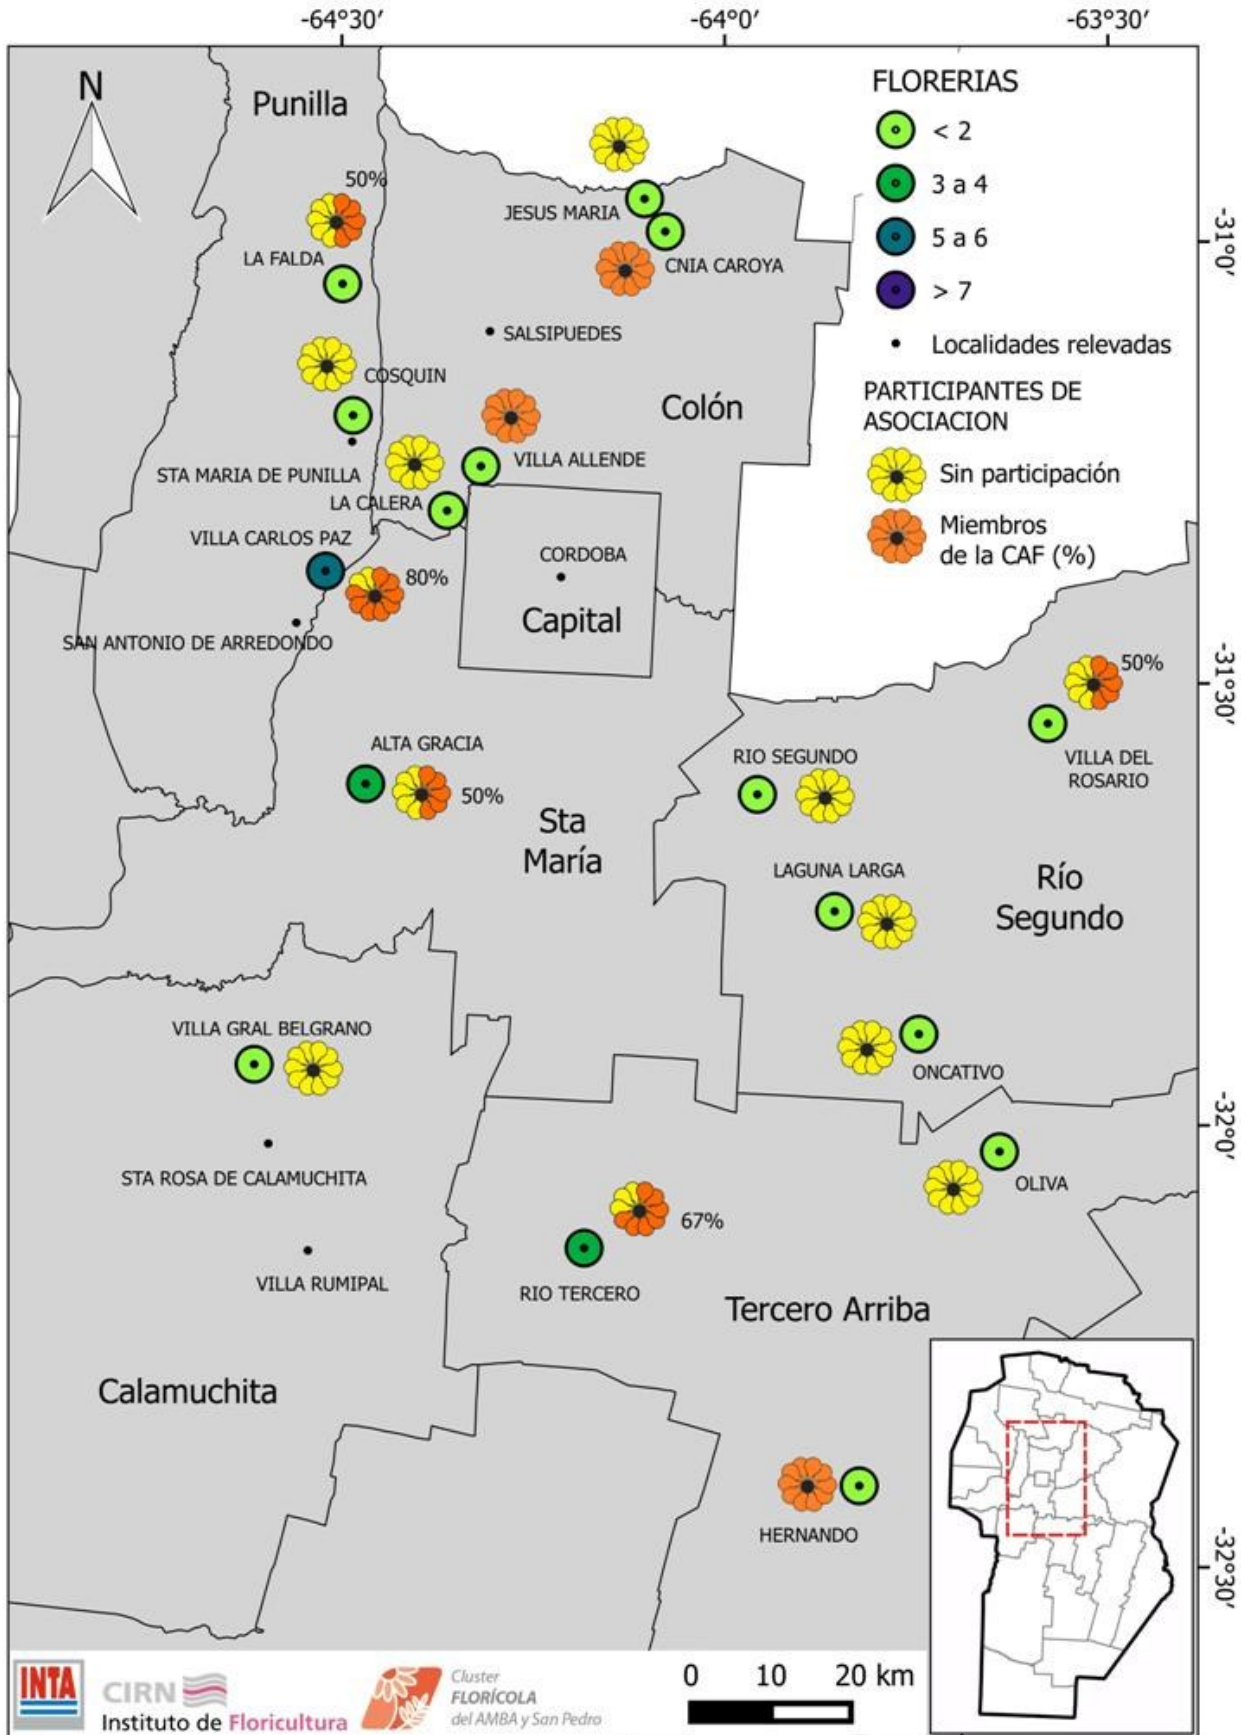 -64°30'
-64°0'
-63°30'
N
Punilla
FLORERIAS
< 2
3 a 4
5 a 6
> 7
Localidades relevadas
PARTICIPANTES DE
ASOCIACION
Sin participación
Miembros
de la CAF (%)
50%
LA FALDA
JESUS MARIA
CNIA CAROYA
-31°0'
SALSIPUEDES
COSQUIN
Colón
STA MARIA DE PUNILLA
VILLA ALLENDE
LA CALERA
VILLA CARLOS PAZ
80%
CORDOBA
Capital
SAN ANTONIO DE ARREDONDO
50%
-31°30'
VILLA DEL
ROSARIO
ALTA GRACIA
50%
RIO SEGUNDO
Sta
María
LAGUNA LARGA
Río
Segundo
VILLA GRAL BELGRANO
ONCATIVO
-32°0'
STA ROSA DE CALAMUCHITA
OLIVA
67%
VILLA RUMIPAL
RIO TERCERO
Tercero Arriba
Calamuchita
HERNANDO
-32°30'
INTA
CIRN
Instituto de Floricultura
Cluster
FLORÍCOLA
del AMBA y San Pedro
0 10 20 km